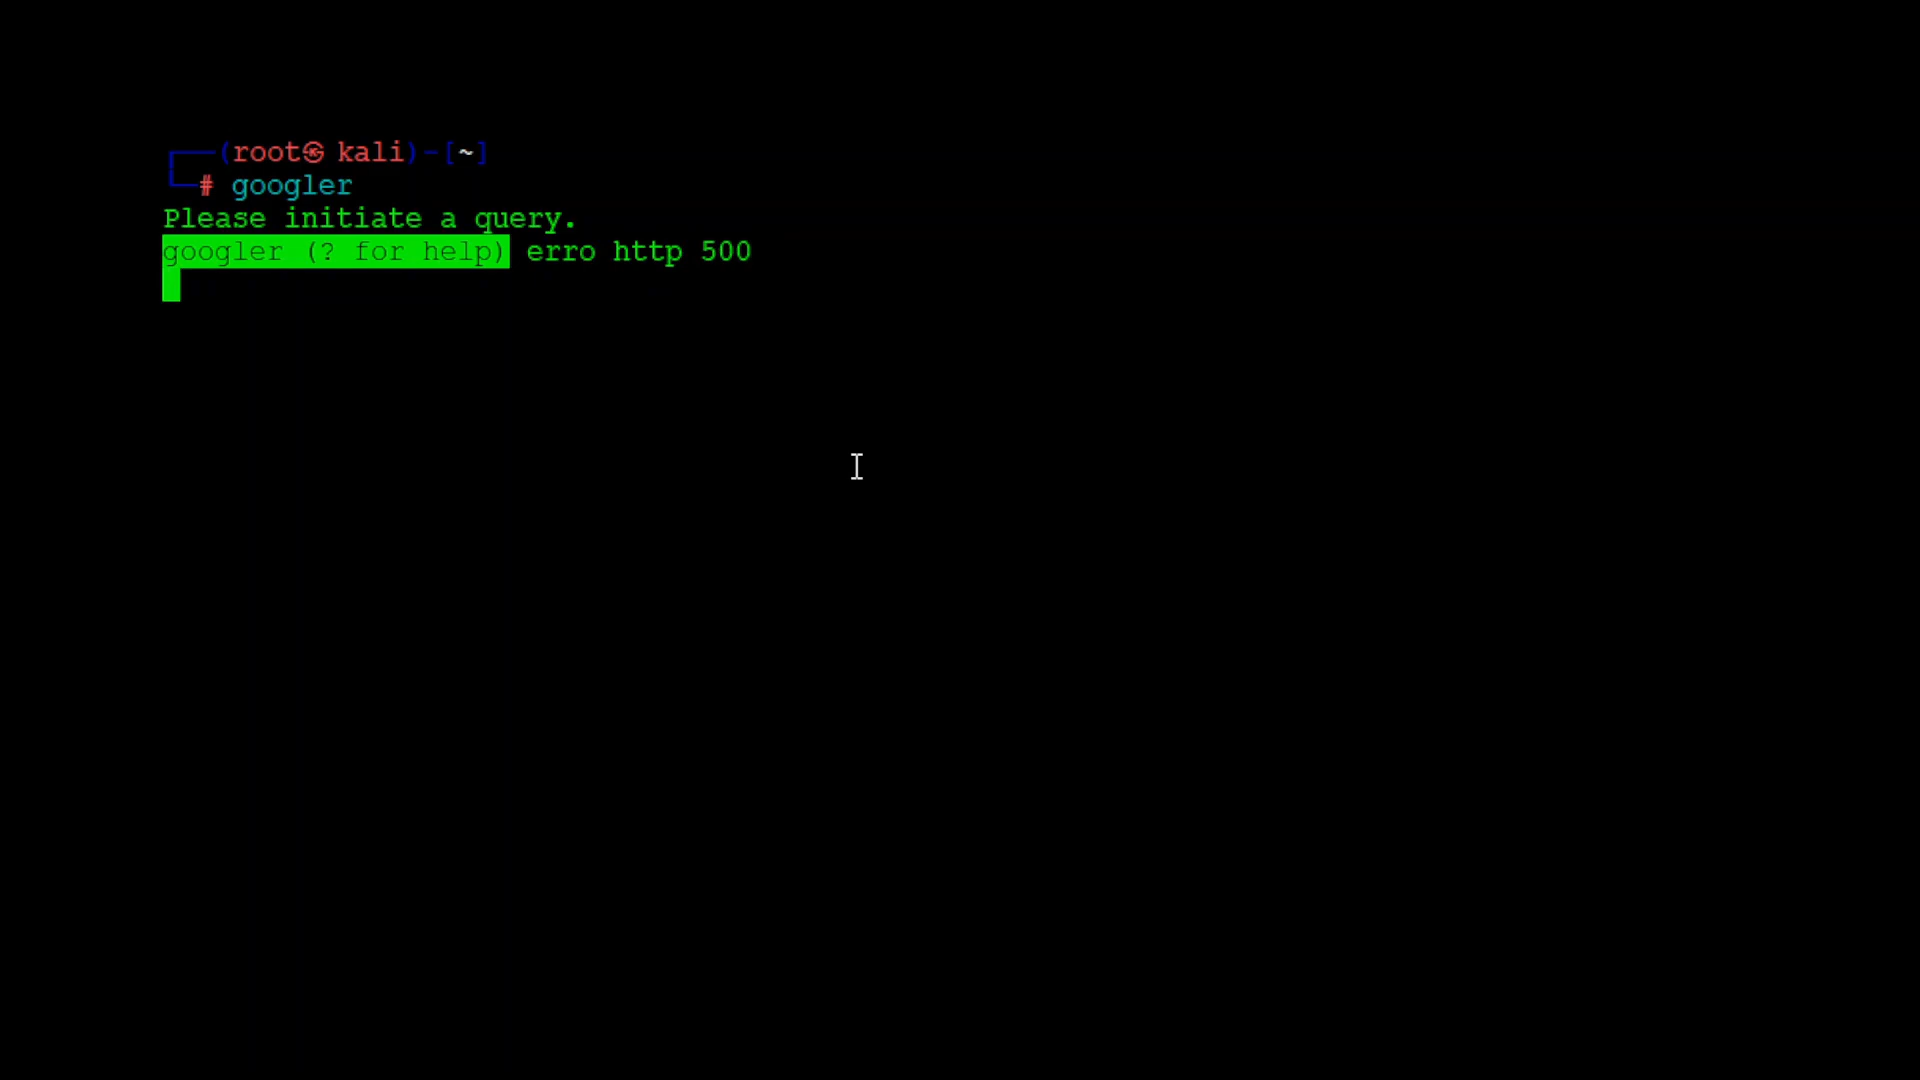 ┌──(root㉿kali)-[~]
└─# googler
Please initiate a query.
googler (? for help) erro http 500